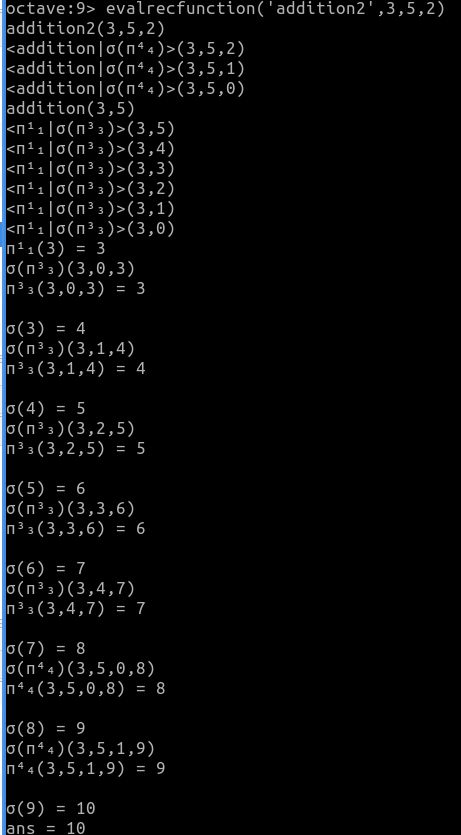 octave:9> evalrecfunction('addition2',3,5,2)
addition2(3,5,2)
<addition|σ(π⁴₄)>(3,5,2)
<addition|σ(π⁴₄)>(3,5,1)
<addition|σ(π⁴₄)>(3,5,0)
addition(3,5)
<π¹₁|σ(π³₃)>(3,5)
<π¹₁|σ(π³₃)>(3,4)
<π¹₁|σ(π³₃)>(3,3)
<π¹₁|σ(π³₃)>(3,2)
<π¹₁|σ(π³₃)>(3,1)
<π¹₁|σ(π³₃)>(3,0)
π¹₁(3) = 3
σ(π³₃)(3,0,3)
π³₃(3,0,3) = 3

σ(3) = 4
σ(π³₃)(3,1,4)
π³₃(3,1,4) = 4

σ(4) = 5
σ(π³₃)(3,2,5)
π³₃(3,2,5) = 5

σ(5) = 6
σ(π³₃)(3,3,6)
π³₃(3,3,6) = 6

σ(6) = 7
σ(π³₃)(3,4,7)
π³₃(3,4,7) = 7

σ(7) = 8
σ(π⁴₄)(3,5,0,8)
π⁴₄(3,5,0,8) = 8

σ(8) = 9
σ(π⁴₄)(3,5,1,9)
π⁴₄(3,5,1,9) = 9

σ(9) = 10
ans = 10